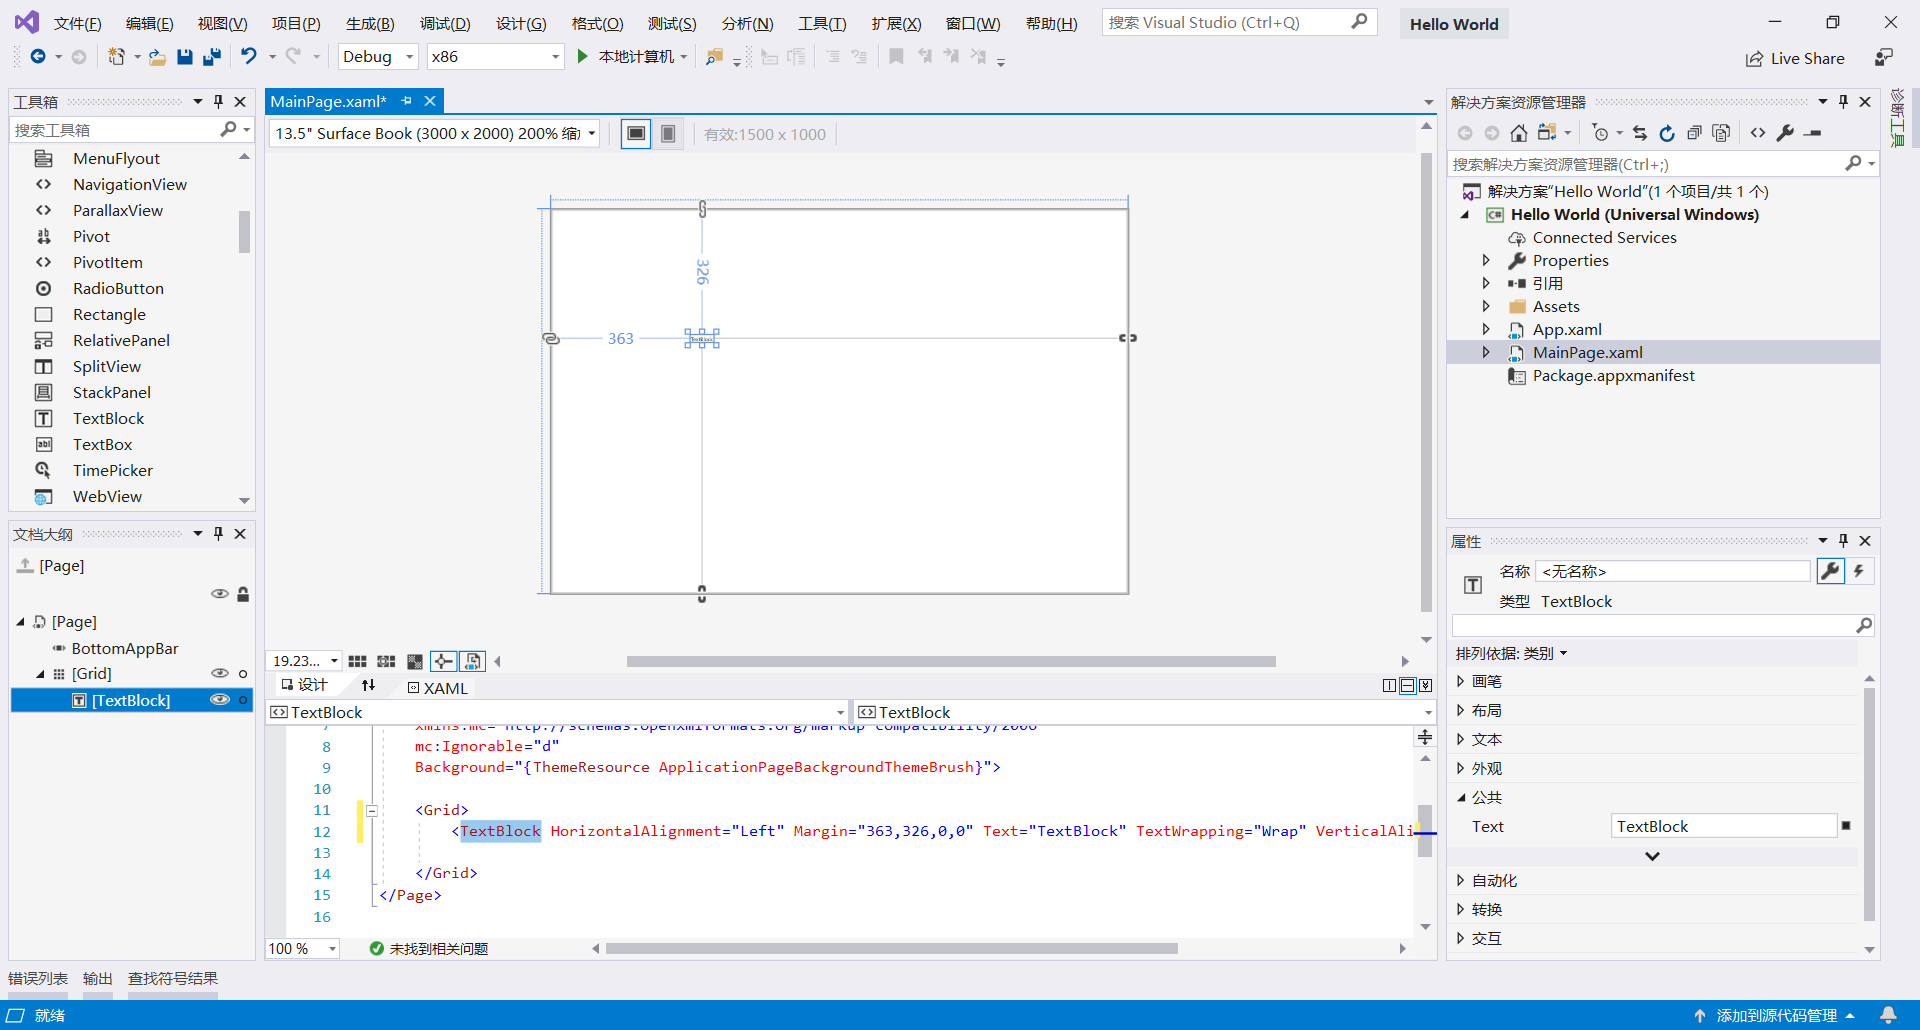 文件(F) 编辑(E) 视图(V) 项目(P) 生成(B) 调试(D) 设计(G) 格式(O) 测试(S) 分析(N) 工具(T) 扩展(X) 窗口(W) 帮助(H) 搜索 Visual Studio (Ctrl+Q) Hello World
Debug x86 本地计算机 Live Share
工具箱
搜索工具箱
MenuFlyout
NavigationView
ParallaxView
Pivot
PivotItem
RadioButton
Rectangle
RelativePanel
SplitView
StackPanel
TextBlock
TextBox
TimePicker
WebView
文档大纲
[Page]
[Page]
BottomAppBar
[Grid]
[TextBlock]
MainPage.xaml*
13.5" Surface Book (3000 x 2000) 200% 缩 有效:1500 x 1000
326
363
TextBlock
19.23...
设计 XAML
TextBlock TextBlock
7 xmlns:mc="http://schemas.openxmlformats.org/markup-compatibility/2006"
8 mc:Ignorable="d"
9 Background="{ThemeResource ApplicationPageBackgroundThemeBrush}">
10
11 <Grid>
12 <TextBlock HorizontalAlignment="Left" Margin="363,326,0,0" Text="TextBlock" TextWrapping="Wrap" VerticalAli
13
14 </Grid>
15 </Page>
16
100 % 未找到相关问题
解决方案资源管理器
搜索解决方案资源管理器(Ctrl+;)
解决方案"Hello World"(1 个项目/共 1 个)
C# Hello World (Universal Windows)
Connected Services
Properties
引用
Assets
App.xaml
MainPage.xaml
Package.appxmanifest
诊断工具
属性
名称 <无名称>
类型 TextBlock
排列依据: 类别
画笔
布局
文本
外观
公共
Text TextBlock
自动化
转换
交互
错误列表 输出 查找符号结果
就绪 添加到源代码管理